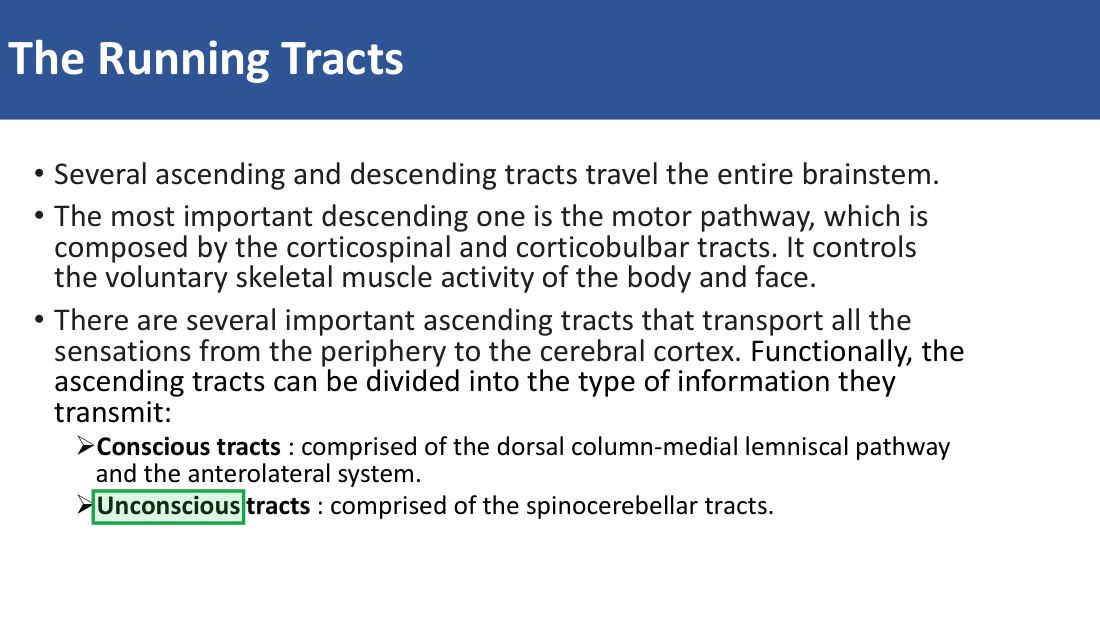 The Running Tracts
• Several ascending and descending tracts travel the entire brainstem.
• The most important descending one is the motor pathway, which is
composed by the corticospinal and corticobulbar tracts. It controls
the voluntary skeletal muscle activity of the body and face.
• There are several important ascending tracts that transport all the
sensations from the periphery to the cerebral cortex. Functionally, the
ascending tracts can be divided into the type of information they
transmit:
➢Conscious tracts : comprised of the dorsal column-medial lemniscal pathway
and the anterolateral system.
➢Unconscious tracts : comprised of the spinocerebellar tracts.